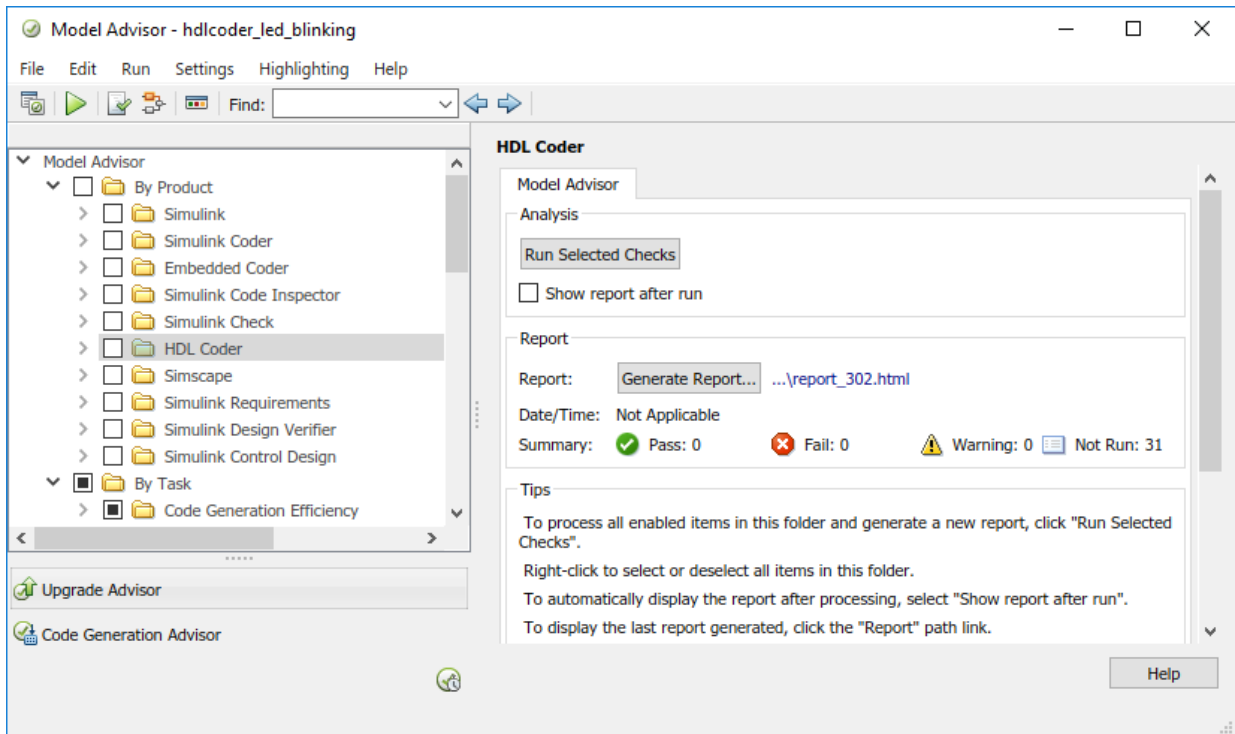 Model Advisor - hdlcoder_led_blinking
File Edit Run Settings Highlighting Help
Find:
Model Advisor
By Product
Simulink
Simulink Coder
Embedded Coder
Simulink Code Inspector
Simulink Check
HDL Coder
Simscape
Simulink Requirements
Simulink Design Verifier
Simulink Control Design
By Task
Code Generation Efficiency
Upgrade Advisor
Code Generation Advisor
HDL Coder
Model Advisor
Analysis
Run Selected Checks
Show report after run
Report
Report: Generate Report... ...\report_302.html
Date/Time: Not Applicable
Summary: Pass: 0 Fail: 0 Warning: 0 Not Run: 31
Tips
To process all enabled items in this folder and generate a new report, click "Run Selected
Checks".
Right-click to select or deselect all items in this folder.
To automatically display the report after processing, select "Show report after run".
To display the last report generated, click the "Report" path link.
Help